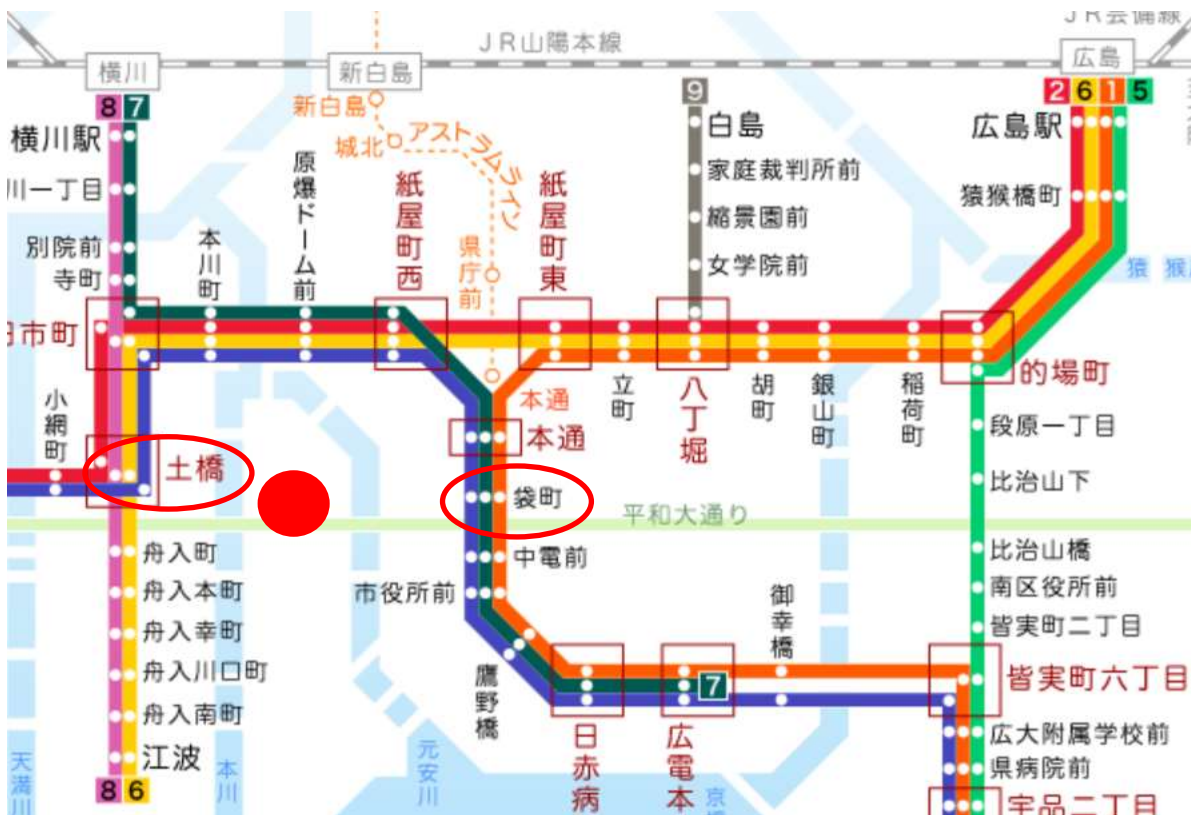 JR山陽本線
JR芸備線
横川
新白島
広島
8 7
9
2 6 1 5
横川駅
新白島
城北
アストラムライン
県庁前
本通
白島
家庭裁判所前
縮景園前
女学院前
広島駅
猿猴橋町
猿 猴
川一丁目
別院前
寺町
本川町
原爆ドーム前
紙屋町西
紙屋町東
日市町
小網町
土橋
本通
袋町
立町
八丁堀
胡町
銀山町
稲荷町
的場町
段原一丁目
比治山下
平和大通り
中電前
市役所前
舟入町
舟入本町
舟入幸町
舟入川口町
舟入南町
江波
8 6
天満川
本川
元安川
京
鷹野橋
日赤病
広電本
7
御幸橋
比治山橋
南区役所前
皆実町二丁目
皆実町六丁目
広大附属学校前
県病院前
宇品二丁目